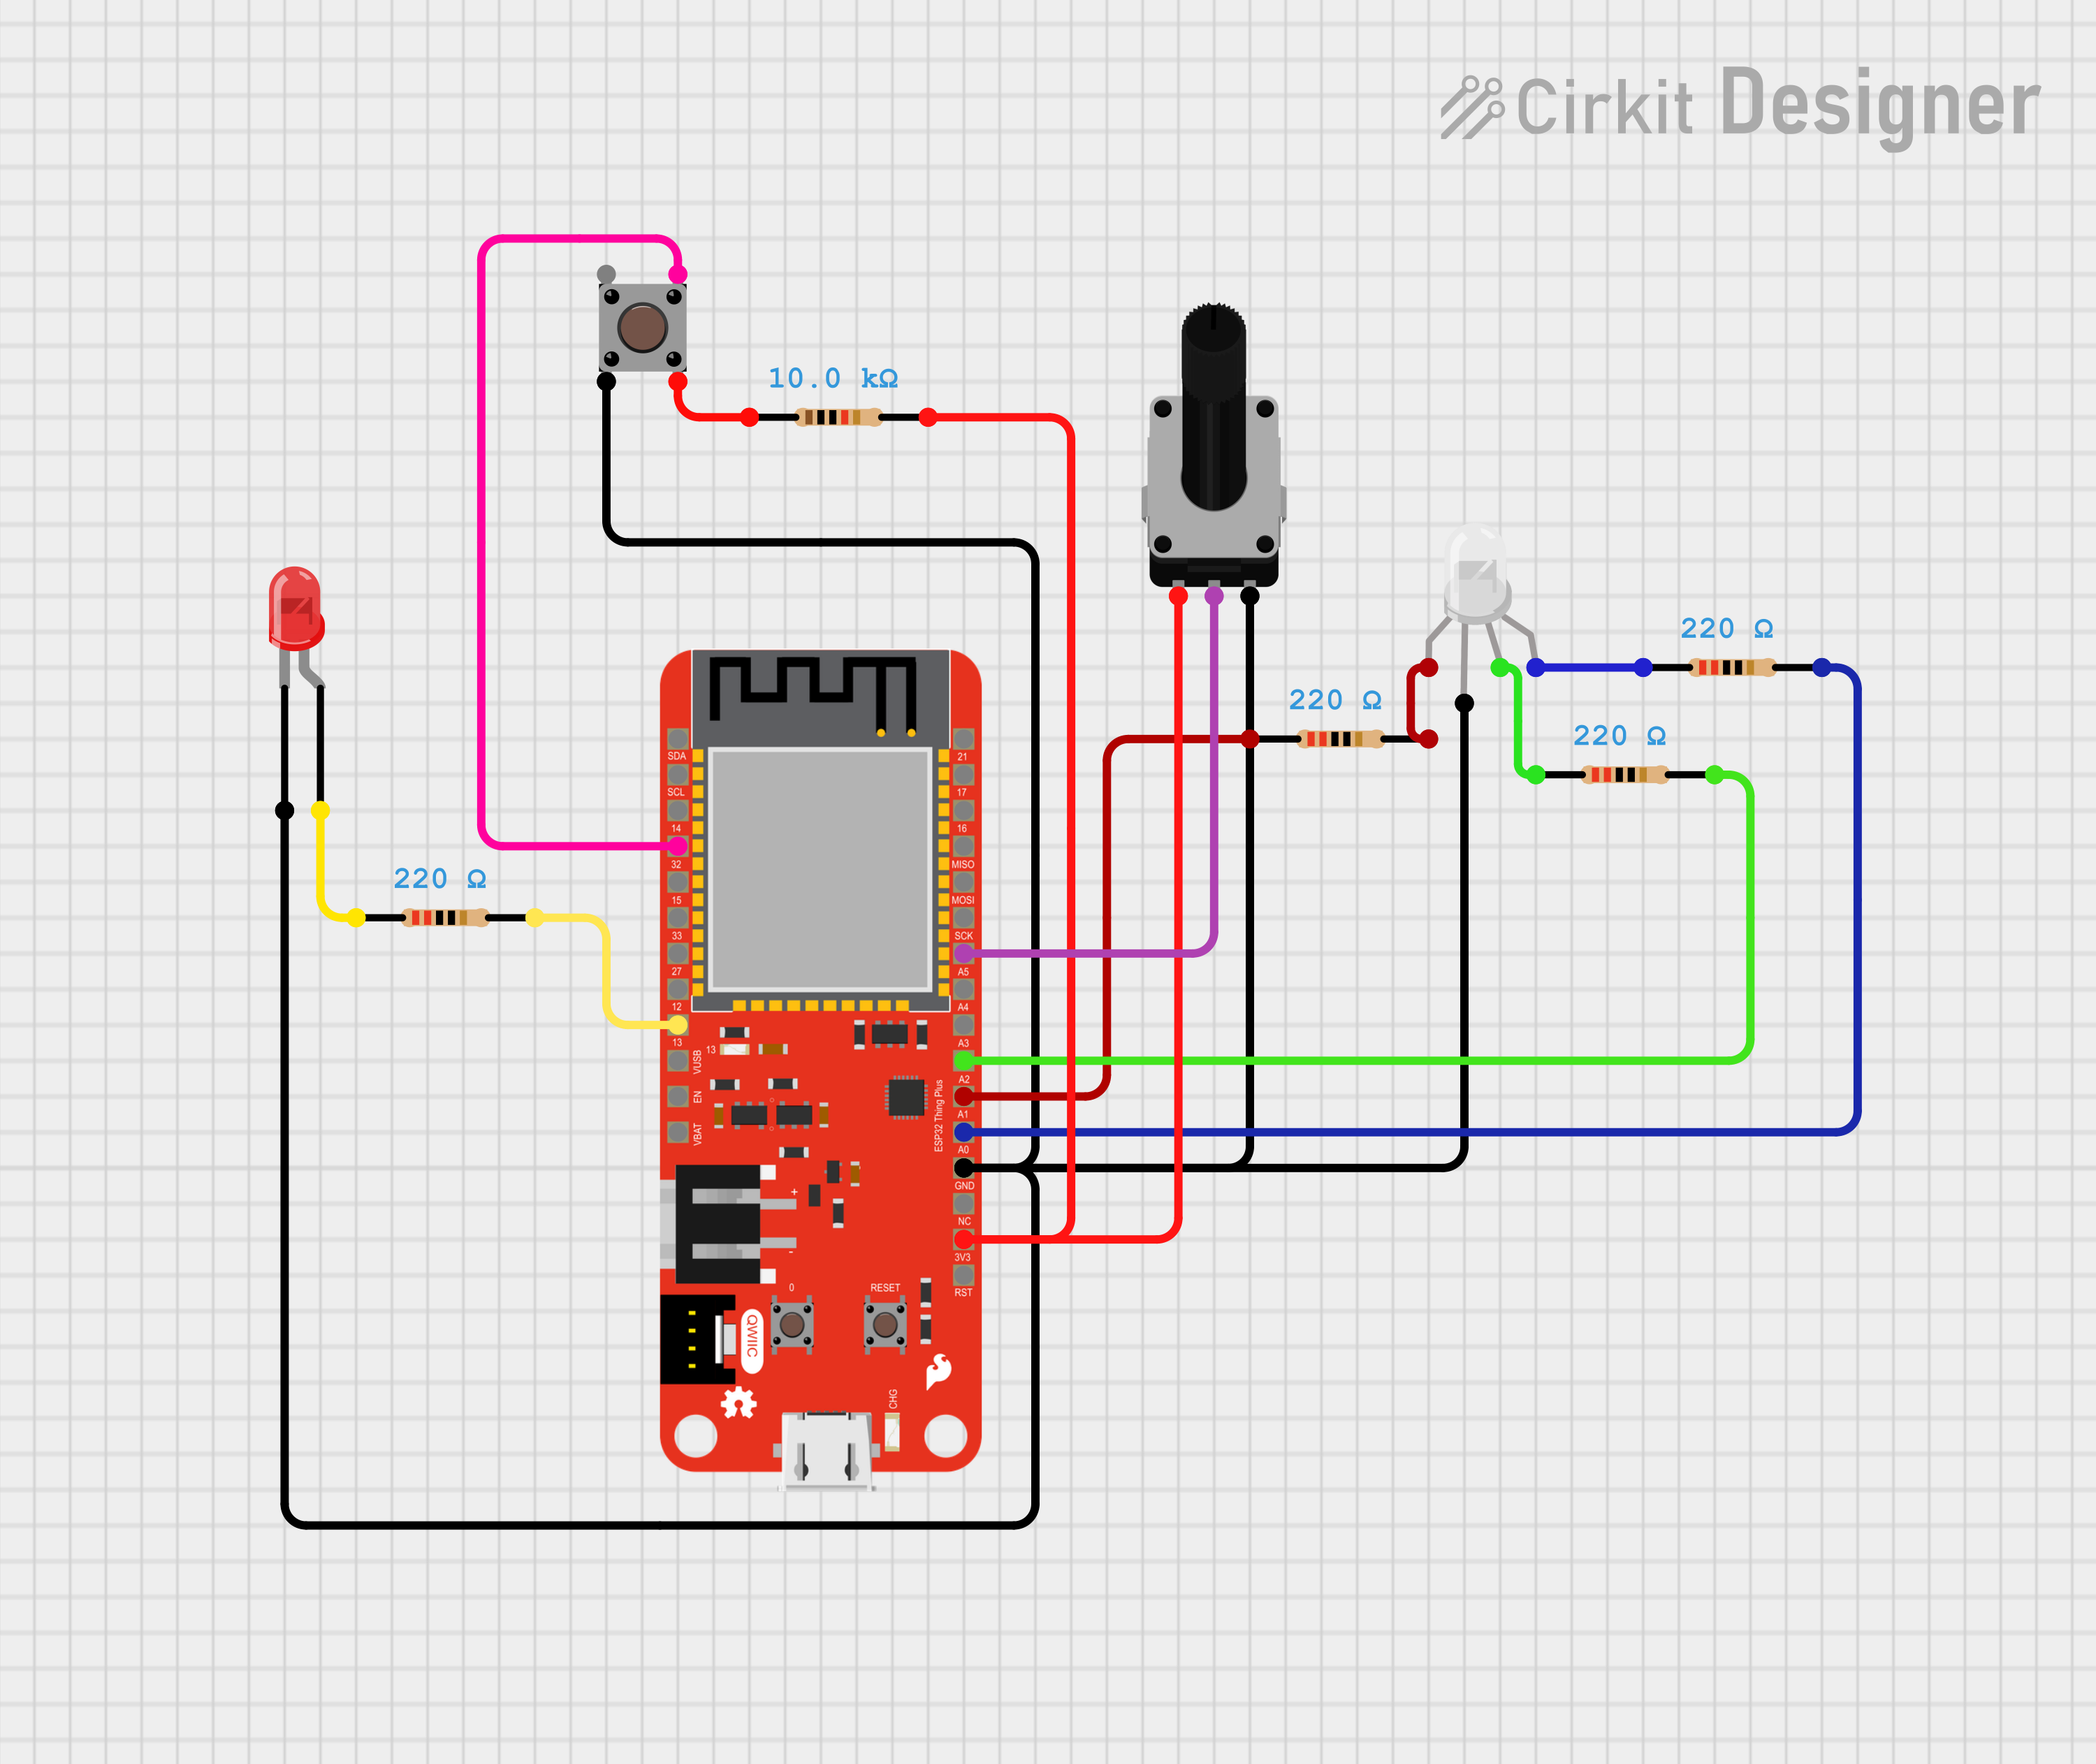 Cirkit Designer
10.0 kΩ
220 Ω
220 Ω
220 Ω
220 Ω
SDA
SCL
14
32
15
33
27
12
13
VUSB
EN
VBAT
21
17
16
MISO
MOSI
SCK
A5
A4
A3
A2
A1
A0
GND
NC
3V3
RST
13
ESP32 Thing Plus
+
-
0
RESET
QWIIC
CHG